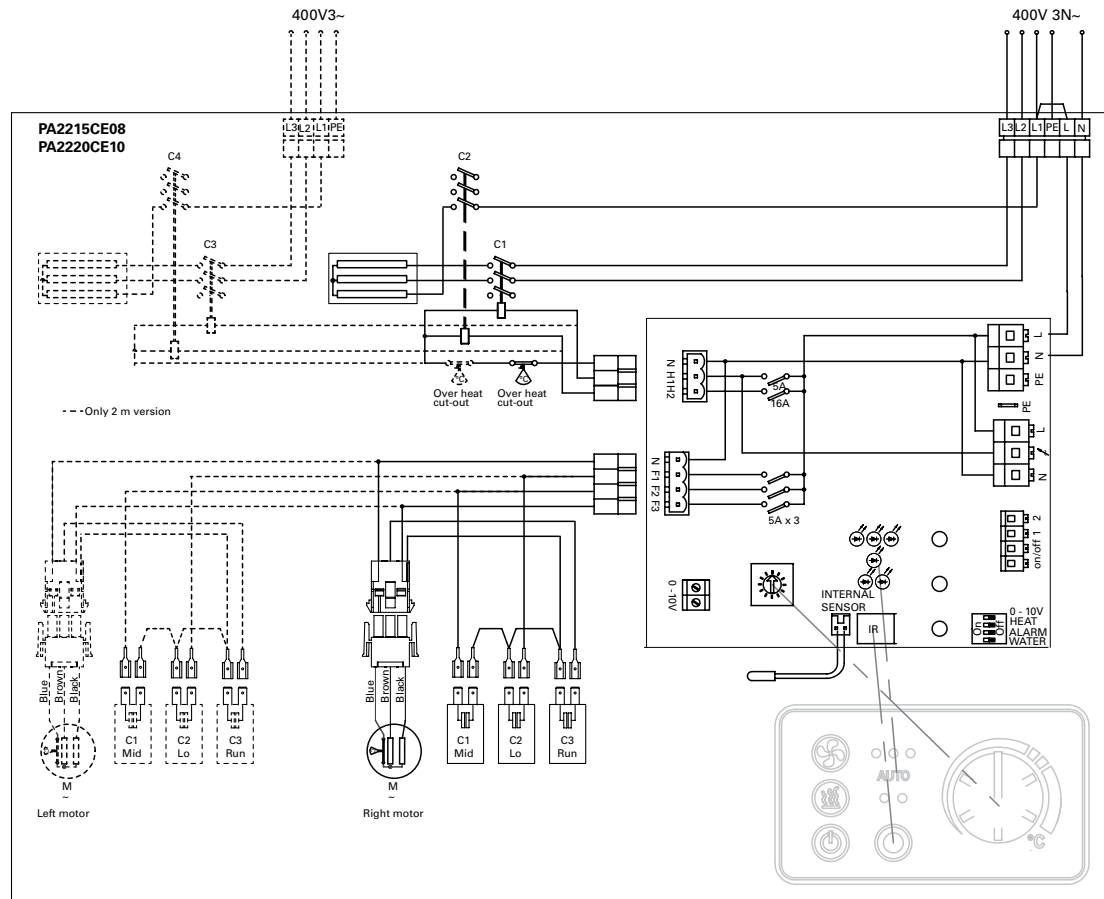 400V3~
400V 3N~
PA2215CE08
PA2220CE10
L3 L2 L1 PE
L3 L2 L1 PE L N
C4
C2
C3
C1
L
N
PE
PE
N H1 H2
5A
16A
Over heat
cut-out
Over heat
cut-out
°C
°C
---Only 2 m version
L
N
N F1 F2 F3
5A x 3
2
1
on/off
0-10V
INTERNAL
SENSOR
IR
On
Off
0 - 10V
HEAT
ALARM
WATER
Blue
Brown
Black
Blue
Brown
Black
C1
Mid
C2
Lo
C3
Run
C1
Mid
C2
Lo
C3
Run
M
~
Left motor
M
~
Right motor
AUTO
°C